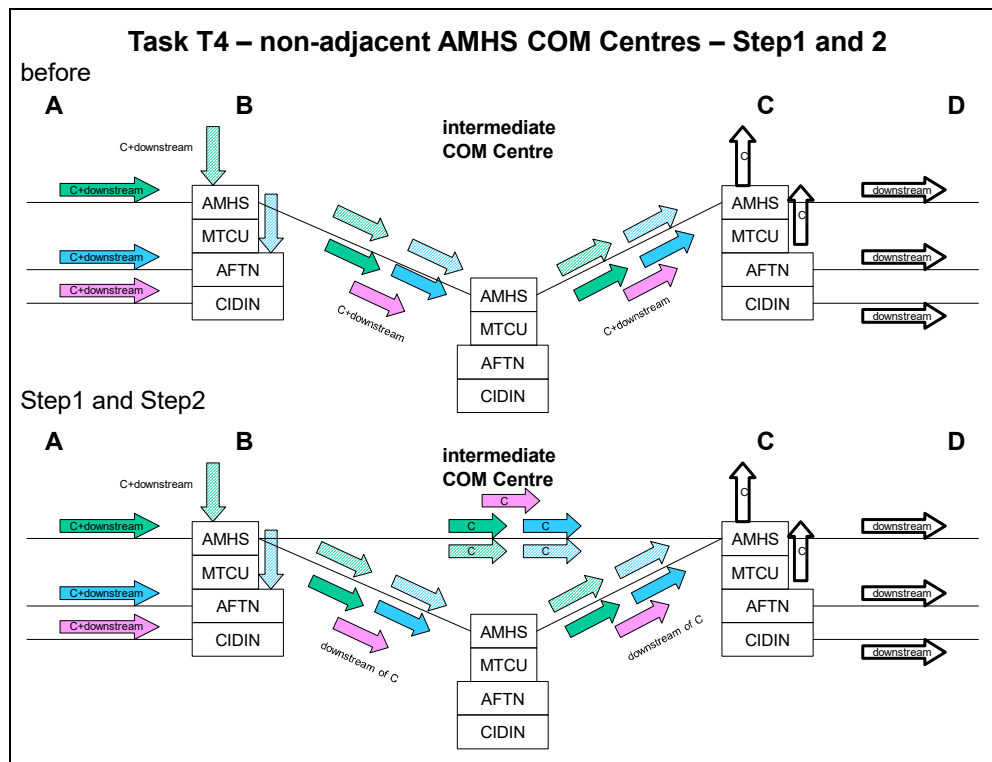 Task T4 – non-adjacent AMHS COM Centres – Step1 and 2
before
A B C D
intermediate
COM Centre
C+downstream
C
C+downstream
downstream
AMHS
AMHS
C
MTCU
MTCU
C+downstream
downstream
AFTN
AFTN
C+downstream
CIDIN
AMHS
CIDIN
C+downstream
C+downstream
downstream
MTCU
AFTN
CIDIN
Step1 and Step2
A B C D
intermediate
COM Centre
C+downstream
C
C
C+downstream
C C
downstream
AMHS
AMHS
C C
C
MTCU
MTCU
C+downstream
downstream
AFTN
AFTN
C+downstream
CIDIN
AMHS
CIDIN
downstream of C
downstream of C
downstream
MTCU
AFTN
CIDIN